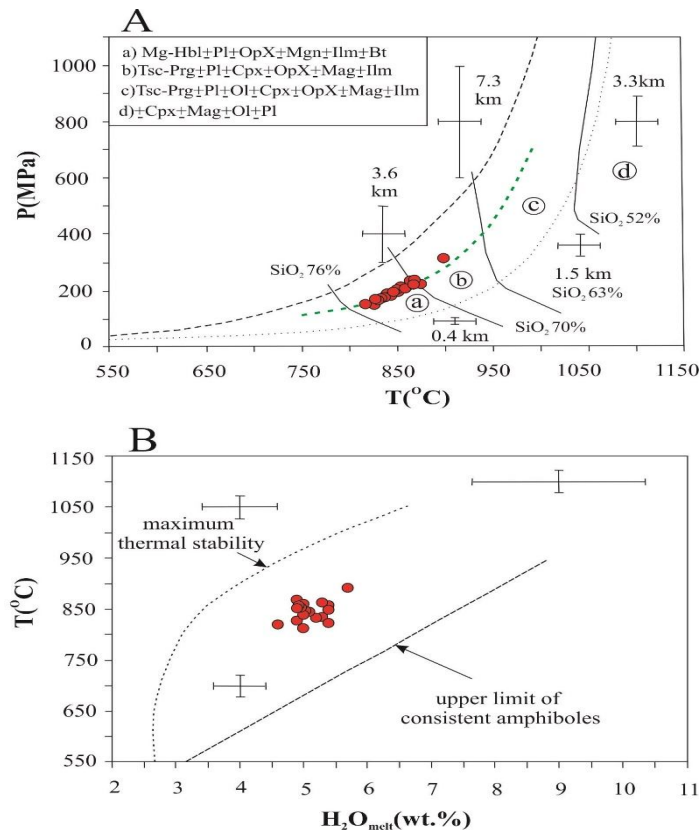 A
a) Mg-Hbl±Pl±OpX±Mgn±Ilm±Bt
b)Tsc-Prg±Pl±Cpx±OpX±Mag±Ilm
c)Tsc-Prg±Pl±Ol±Cpx±OpX±Mag±Ilm
d)±Cpx±Mag±Ol±Pl
7.3
km
3.3km
3.6
km
c
d
SiO2 52%
1.5 km
SiO2 63%
SiO2 76%
b
a
SiO2 70%
0.4 km
P(MPa)
1000
800
600
400
200
0
550
650
750
850
950
1050
1150
T(°C)
B
1150
1050
950
850
750
650
550
T(°C)
maximum
thermal stability
upper limit of
consistent amphiboles
2
3
4
5
6
7
8
9
10
11
H2Omelt(wt.%)